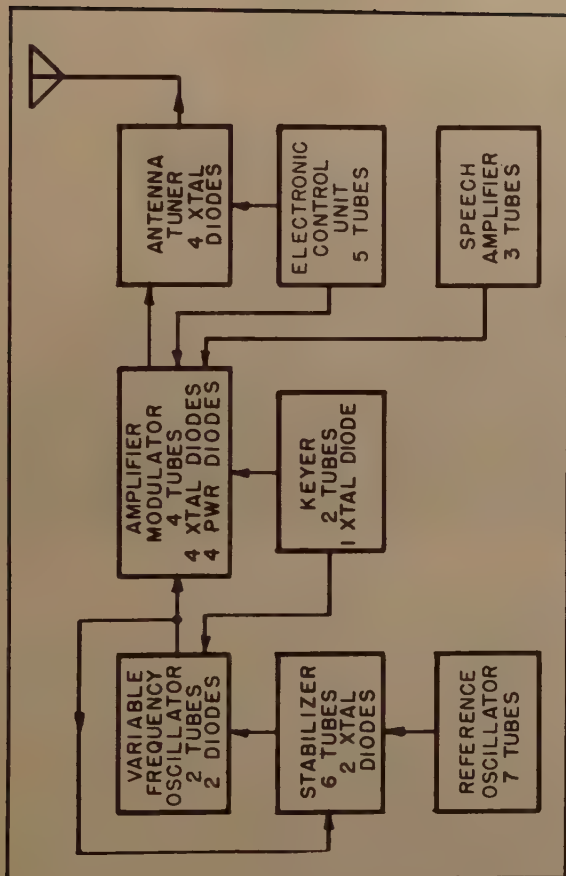 VARIABLE
FREQUENCY
OSCILLATOR
2 TUBES
2 DIODES
AMPLIFIER
MODULATOR
4 TUBES
4 XTAL DIODES
4 PWR DIODES
ANTENNA
TUNER
4 XTAL
DIODES
STABILIZER
6 TUBES
2 XTAL
DIODES
KEYER
2 TUBES
1 XTAL DIODE
ELECTRONIC
CONTROL
UNIT
5 TUBES
REFERENCE
OSCILLATOR
7 TUBES
SPEECH
AMPLIFIER
3 TUBES